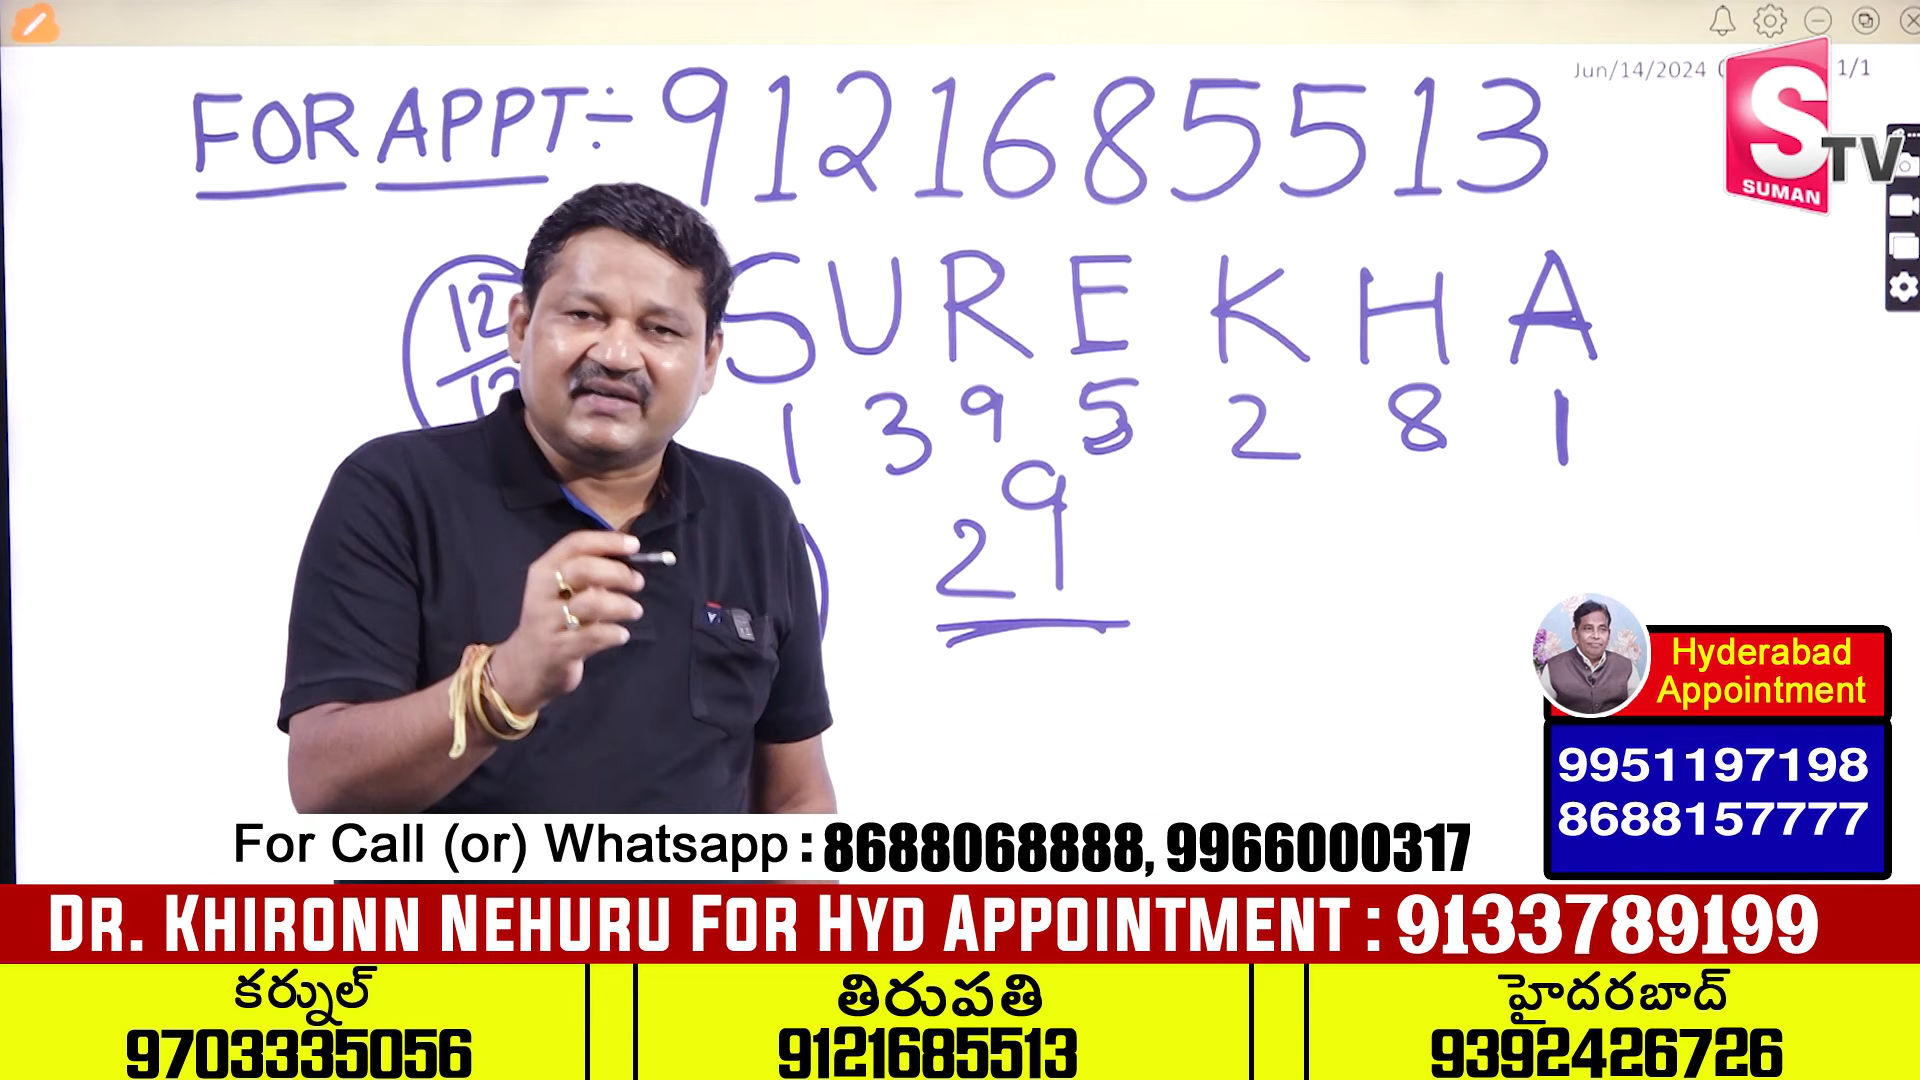 Jun/14/2024
1/1
FOR APPT:- 9121685513
S TV
SUMAN
12
SUREKHA
12
1 3 9 5 2 8 1
29
Hyderabad
Appointment
9951197198
8688157777
For Call (or) Whatsapp : 8688068888, 9966000317
DR. KHIRONN NEHURU FOR HYD APPOINTMENT : 9133789199
కర్నుల్ తిరుపతి హైదరబాద్
9703335056 9121685513 9392426726